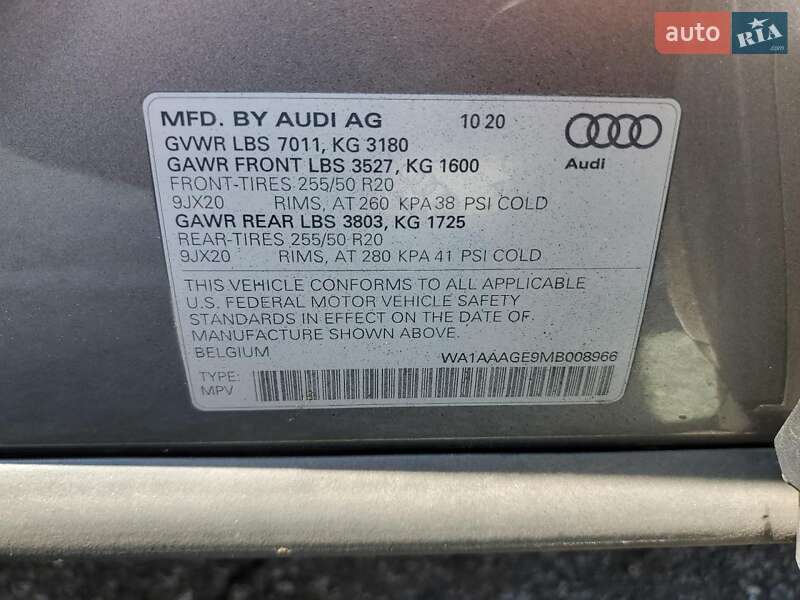 auto RIA
MFD. BY AUDI AG 10 20
GVWR LBS 7011, KG 3180
GAWR FRONT LBS 3527, KG 1600 Audi
FRONT-TIRES 255/50 R20
9JX20 RIMS, AT 260 KPA 38 PSI COLD
GAWR REAR LBS 3803, KG 1725
REAR-TIRES 255/50 R20
9JX20 RIMS, AT 280 KPA 41 PSI COLD
THIS VEHICLE CONFORMS TO ALL APPLICABLE
U.S. FEDERAL MOTOR VEHICLE SAFETY
STANDARDS IN EFFECT ON THE DATE OF
MANUFACTURE SHOWN ABOVE.
BELGIUM WA1AAAGE9MB008966
TYPE:
MPV